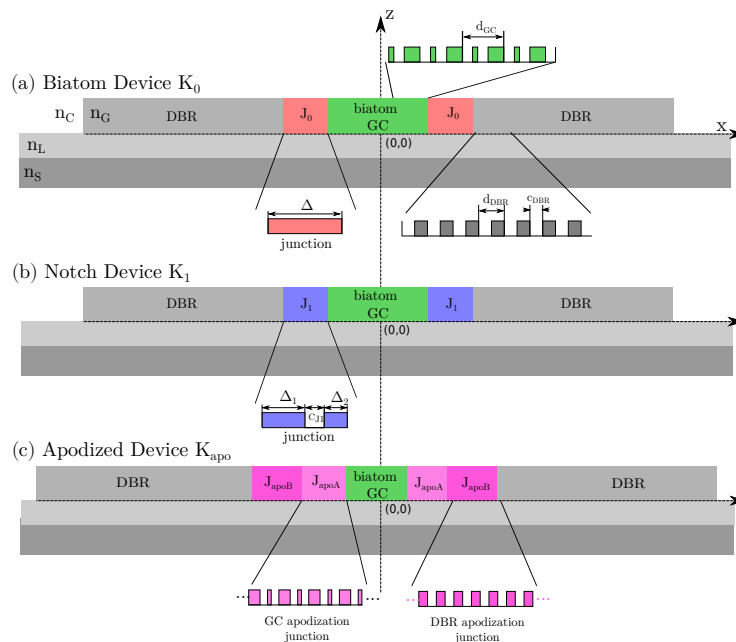 z
d_GC
(a) Biatom Device K_0
n_C n_G DBR J_0 biatom GC J_0 DBR
(0,0) x
n_L
n_S
Δ
junction
d_DBR c_DBR
(b) Notch Device K_1
DBR J_1 biatom GC J_1 DBR
(0,0)
Δ_1 c_J1 Δ_2
junction
(c) Apodized Device K_apo
DBR J_apoB J_apoA biatom GC J_apoA J_apoB DBR
(0,0)
GC apodization
junction
DBR apodization
junction